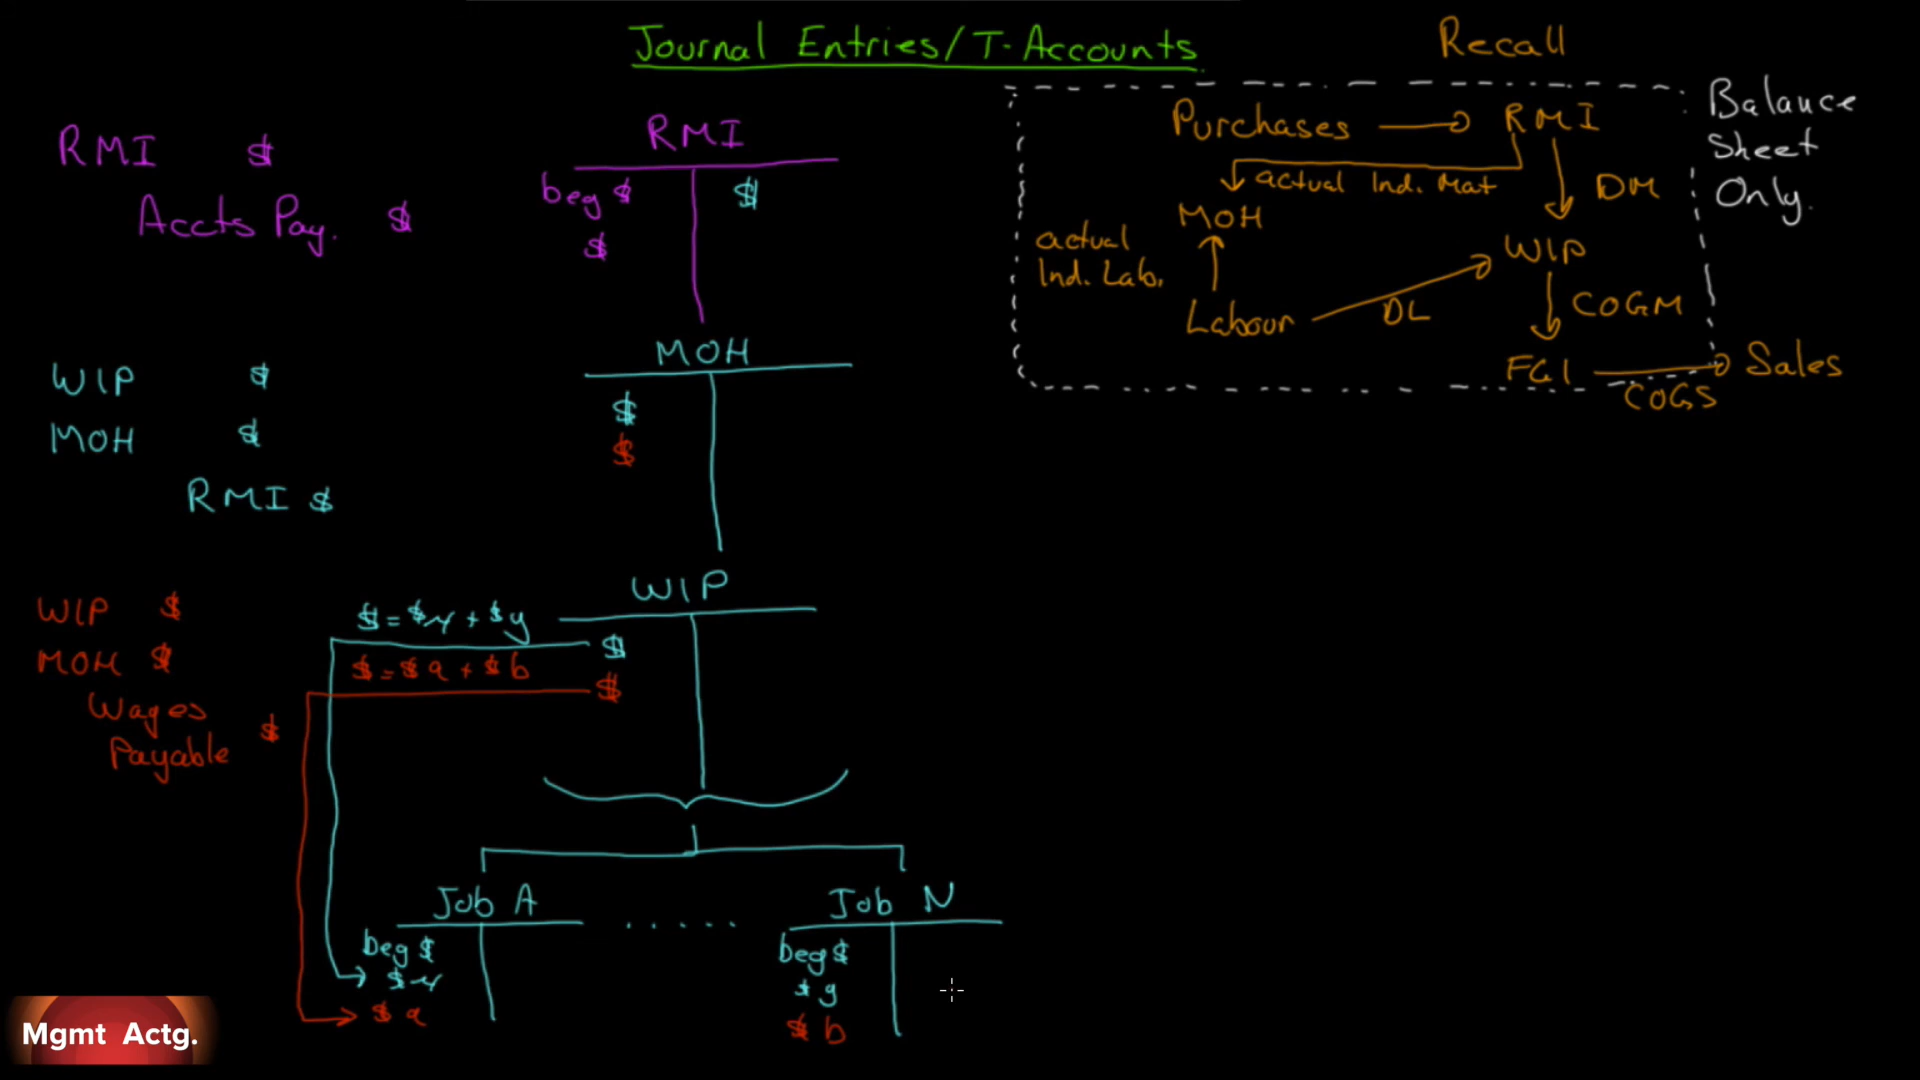 Journal Entries/T-Accounts
RMI $
Accts Pay. $
WIP $
MOH $
RMI $
WIP $
MOH $
Wages
Payable $
RMI
beg $ $
$
MOH
$
$
WIP
$ = $x + $y
$
$ = $a + $b
$
Job A . . . . . . Job N
beg $
$x
$a
beg $
$y
$b
Recall
Purchases RMI
actual Ind. Mat
DM
MOH
actual
Ind. Lab.
WIP
Labour
DL
COGM
FGI
Sales
COGS
Balance
Sheet
Only.
Mgmt Actg.